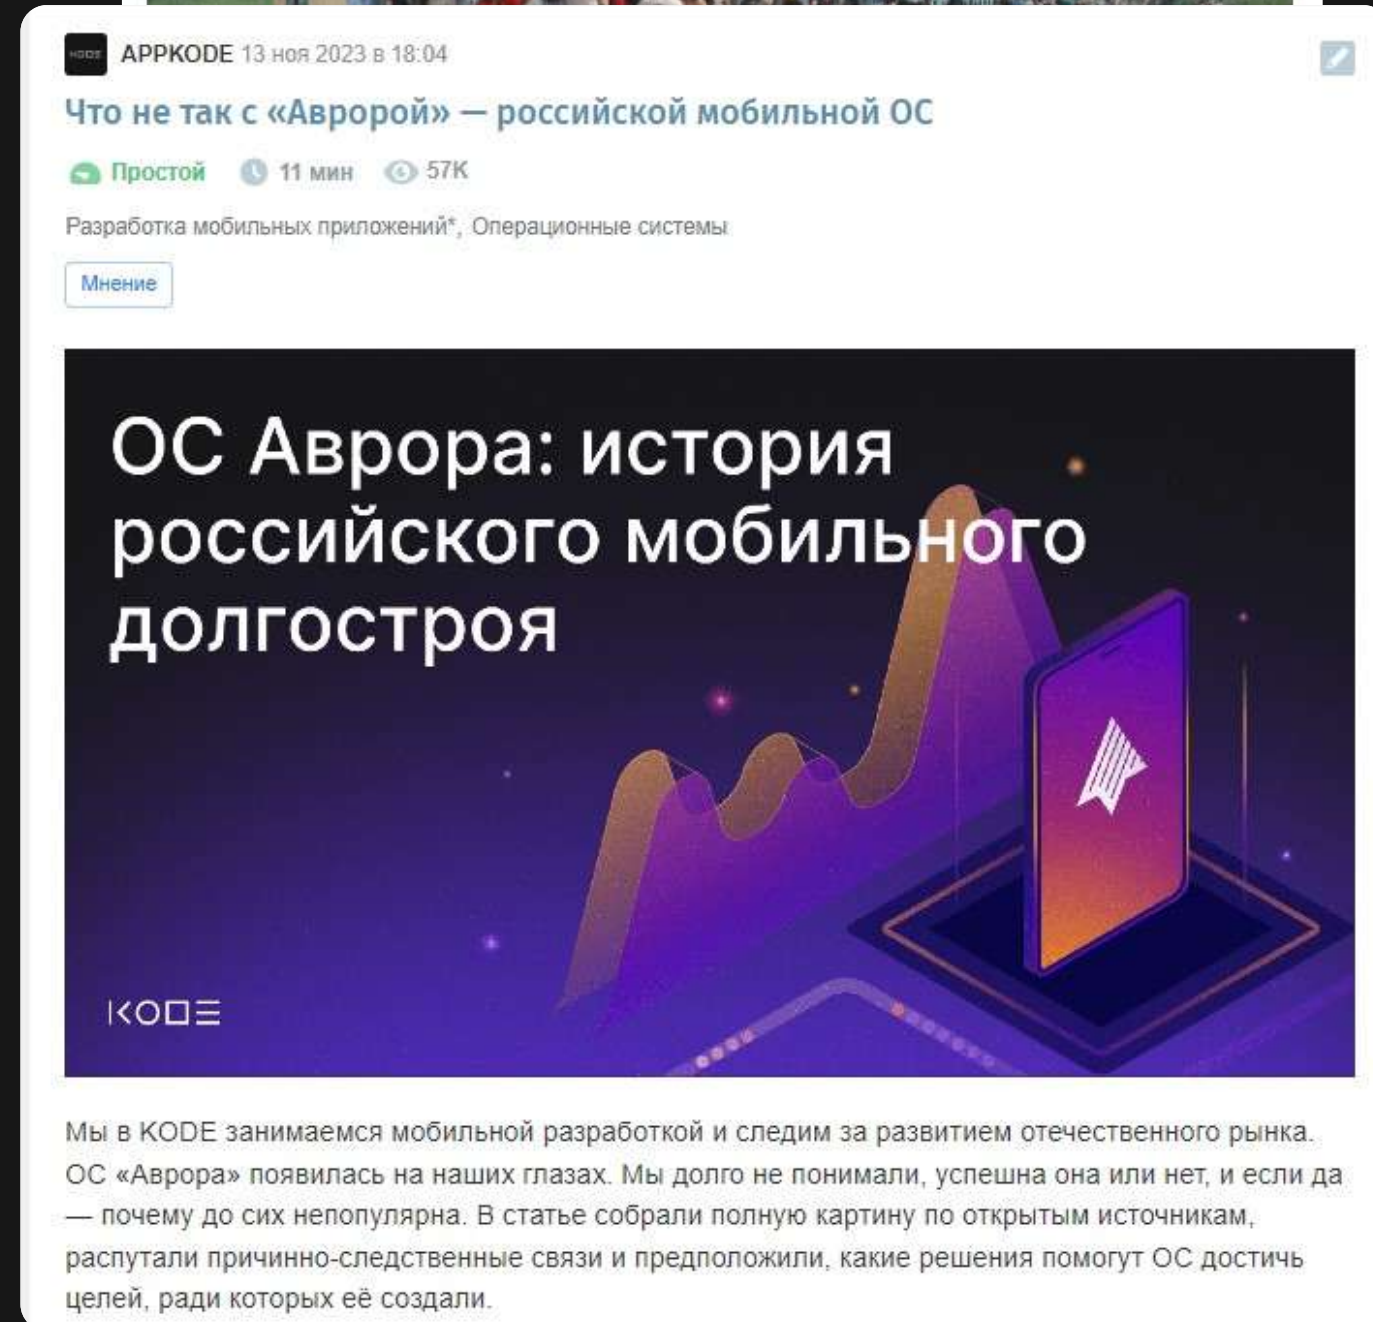 APPKODE 13 ноя 2023 в 18:04
Что не так с «Авророй» — российской мобильной ОС
Простой 11 мин 57K
Разработка мобильных приложений*, Операционные системы
Мнение
ОС Аврора: история
российского мобильного
долгостроя
KODE
Мы в KODE занимаемся мобильной разработкой и следим за развитием отечественного рынка.
ОС «Аврора» появилась на наших глазах. Мы долго не понимали, успешна она или нет, и если да
— почему до сих непопулярна. В статье собрали полную картину по открытым источникам,
распутали причинно-следственные связи и предположили, какие решения помогут ОС достичь
целей, ради которых её создали.